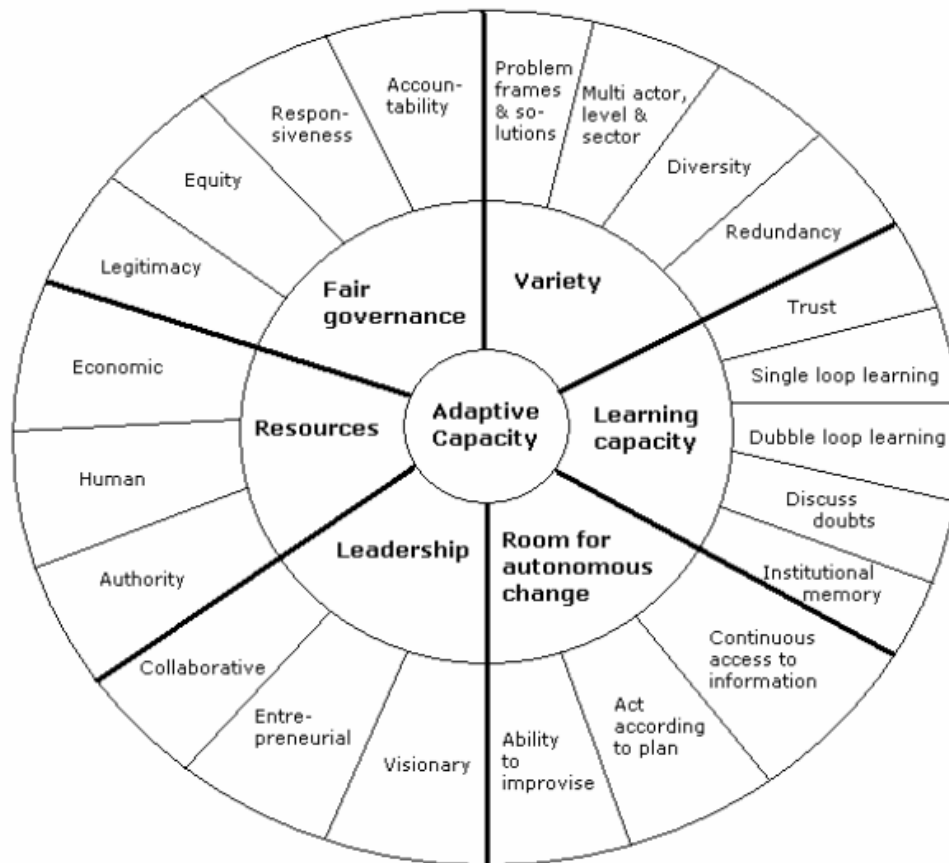 Problem
frames
& so-
lutions
Multi actor,
level &
sector
Diversity
Redundancy
Trust
Single loop learning
Dubble loop learning
Discuss
doubts
Institutional
memory
Continuous
access to
information
Act
according
to plan
Ability
to
improvise
Visionary
Entre-
preneurial
Collaborative
Authority
Human
Economic
Legitimacy
Equity
Respon-
siveness
Accoun-
tability
Variety
Learning
capacity
Room for
autonomous
change
Leadership
Resources
Fair
governance
Adaptive
Capacity